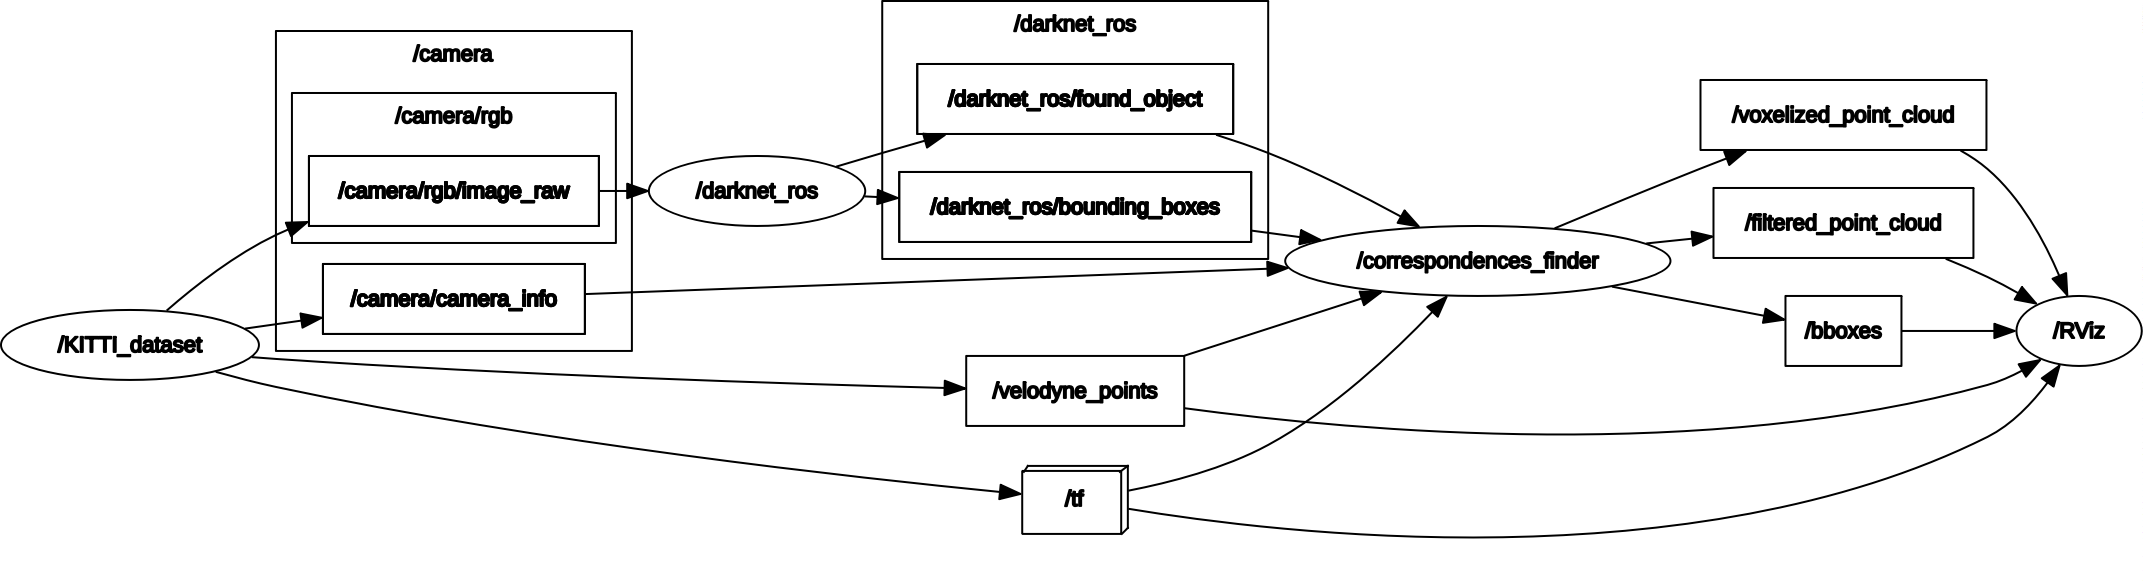 /camera
/camera/rgb
/camera/rgb/image_raw
/camera/camera_info
/KITTI_dataset
/darknet_ros
/darknet_ros
/darknet_ros/found_object
/darknet_ros/bounding_boxes
/velodyne_points
/tf
/correspondences_finder
/voxelized_point_cloud
/filtered_point_cloud
/bboxes
/RViz